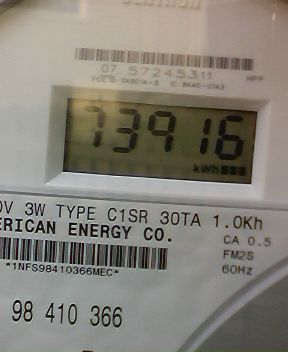 07 57245311
HPP
73916
kWh
0V 3W TYPE C1SR 30TA 1.0Kh
ERICAN ENERGY CO.
CA 0.5
FM2S
60Hz
*1NFS98410366MEC*
98 410 366